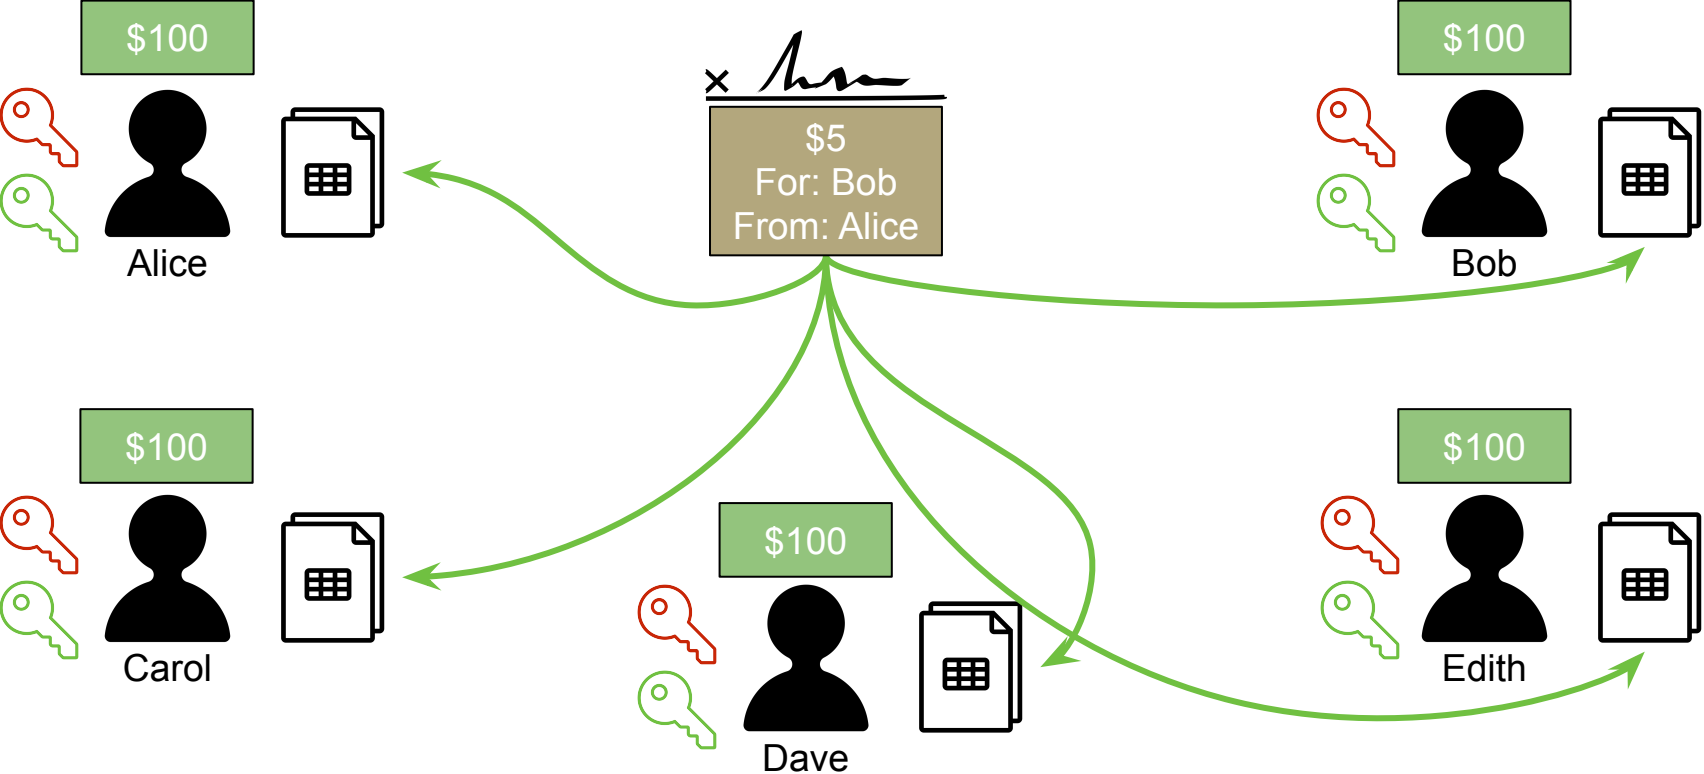 $100
$100
×
$5
For: Bob
From: Alice
Alice
Bob
$100
$100
$100
Carol
Edith
Dave